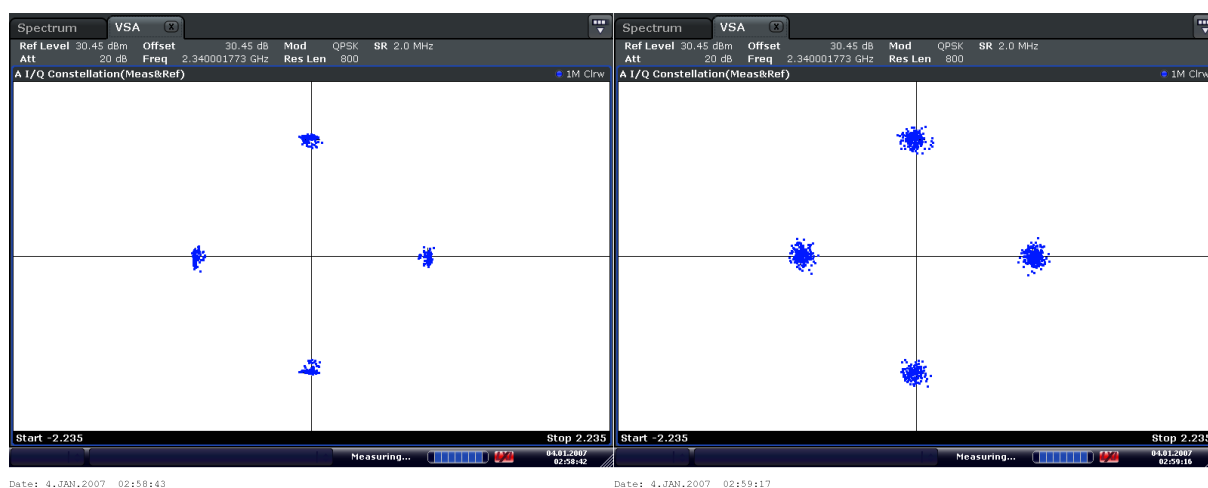 Spectrum VSA X
Ref Level 30.45 dBm Offset 30.45 dB Mod QPSK SR 2.0 MHz
Att 20 dB Freq 2.340001773 GHz Res Len 800
A I/Q Constellation(Meas&Ref) 1M Clrw
Start -2.235 Stop 2.235
Measuring... 04.01.2007
02:58:42
Date: 4.JAN.2007 02:58:43
Spectrum VSA X
Ref Level 30.45 dBm Offset 30.45 dB Mod QPSK SR 2.0 MHz
Att 20 dB Freq 2.340001773 GHz Res Len 800
A I/Q Constellation(Meas&Ref) 1M Clrw
Start -2.235 Stop 2.235
Measuring... 04.01.2007
02:59:16
Date: 4.JAN.2007 02:59:17